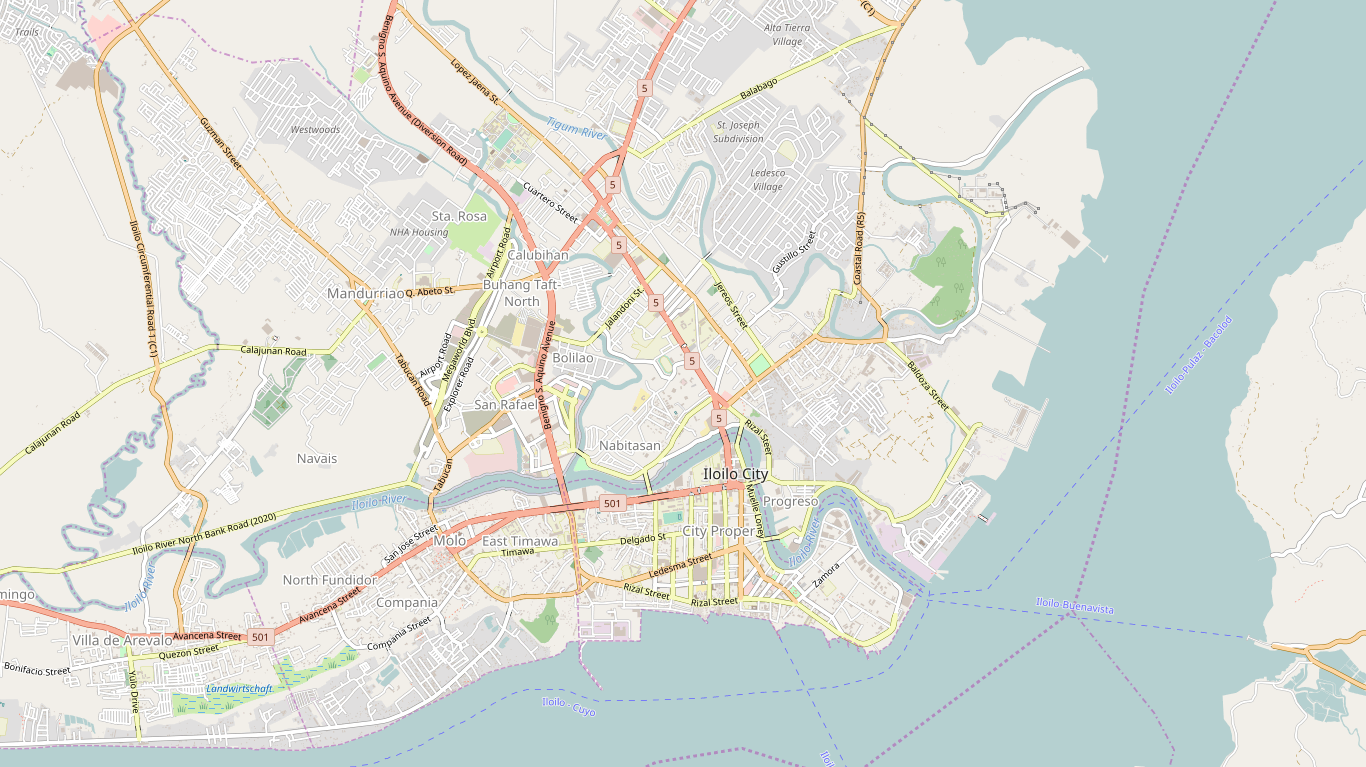 Trails
(C1)
Alta Tierra
Village
Benigno S. Aquino Avenue (Diversion Road)
Lopez Jaena St.
5
Balabago
Tigum River
Guzman Street
Westwoods
St. Joseph
Subdivision
Ledesco
Village
5
Cuartero Street
Sta. Rosa
NHA Housing
Iloilo Circumferential Road 1 (C1)
Airport Road
5
Gustillo Street
Coastal Road (R5)
Calubihan
Buhang Taft-
North
Mandurriao
Q. Abeto St.
Jalandoni St.
5
Jereos Street
Iloilo-Pulaz - Bacolod
Calajunan Road
Airport Road
Megaworld Blvd
Explorer Road
Benigno S. Aquino Avenue
Bolilao
5
Tabucan Road
Baldoza Street
San Rafael
5
Calajunan Road
Rizal Street
Nabitasan
Navais
Tabucan
Iloilo City
Iloilo River
501
Muelle Loney
Progreso
Iloilo River North Bank Road (2020)
San Jose Street
Molo
East Timawa
Timawa
Delgado St
City Proper
Iloilo River
Ledesma Street
Zamora
North Fundidor
Iloilo River
mingo
Avancena Street
Compania
Rizal Street
Rizal Street
Iloilo-Buenavista
Villa de Arevalo
Avancena Street
501
Compania Street
Quezon Street
Bonifacio Street
Yulo Drive
Landwirtschaft
Iloilo - Cuyo
Iloil